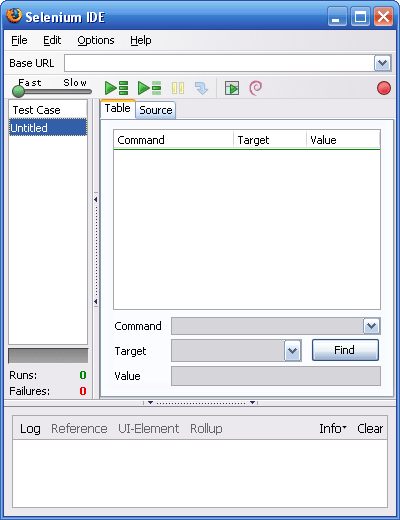 Selenium IDE
File Edit Options Help
Base URL
Fast Slow
Test Case
Untitled
Table Source
Command Target Value
Command
Target Find
Value
Runs: 0
Failures: 0
Log Reference UI-Element Rollup Info Clear